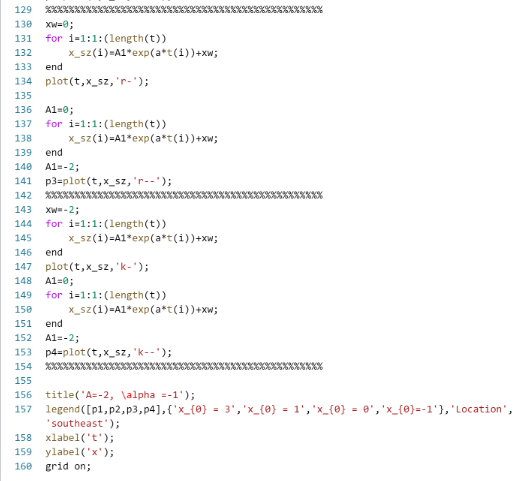 129 %%%%%%%%%%%%%%%%%%%%%%%%%%%%%%%%%%%%%%%%%%%%%%%
130 xw=0;
131 for i=1:1:(length(t))
132 x_sz(i)=A1*exp(a*t(i))+xw;
133 end
134 plot(t,x_sz,'r-');
135
136 A1=0;
137 for i=1:1:(length(t))
138 x_sz(i)=A1*exp(a*t(i))+xw;
139 end
140 A1=-2;
141 p3=plot(t,x_sz,'r--');
142 %%%%%%%%%%%%%%%%%%%%%%%%%%%%%%%%%%%%%%%%%%%%%%%
143 xw=-2;
144 for i=1:1:(length(t))
145 x_sz(i)=A1*exp(a*t(i))+xw;
146 end
147 plot(t,x_sz,'k-');
148 A1=0;
149 for i=1:1:(length(t))
150 x_sz(i)=A1*exp(a*t(i))+xw;
151 end
152 A1=-2;
153 p4=plot(t,x_sz,'k--');
154 %%%%%%%%%%%%%%%%%%%%%%%%%%%%%%%%%%%%%%%%%%%%%%%
155
156 title('A=-2, \alpha =-1');
157 legend([p1,p2,p3,p4],{'x_{0} = 3','x_{0} = 1','x_{0} = 0','x_{0}=-1'},'Location',
'southeast');
158 xlabel('t');
159 ylabel('x');
160 grid on;